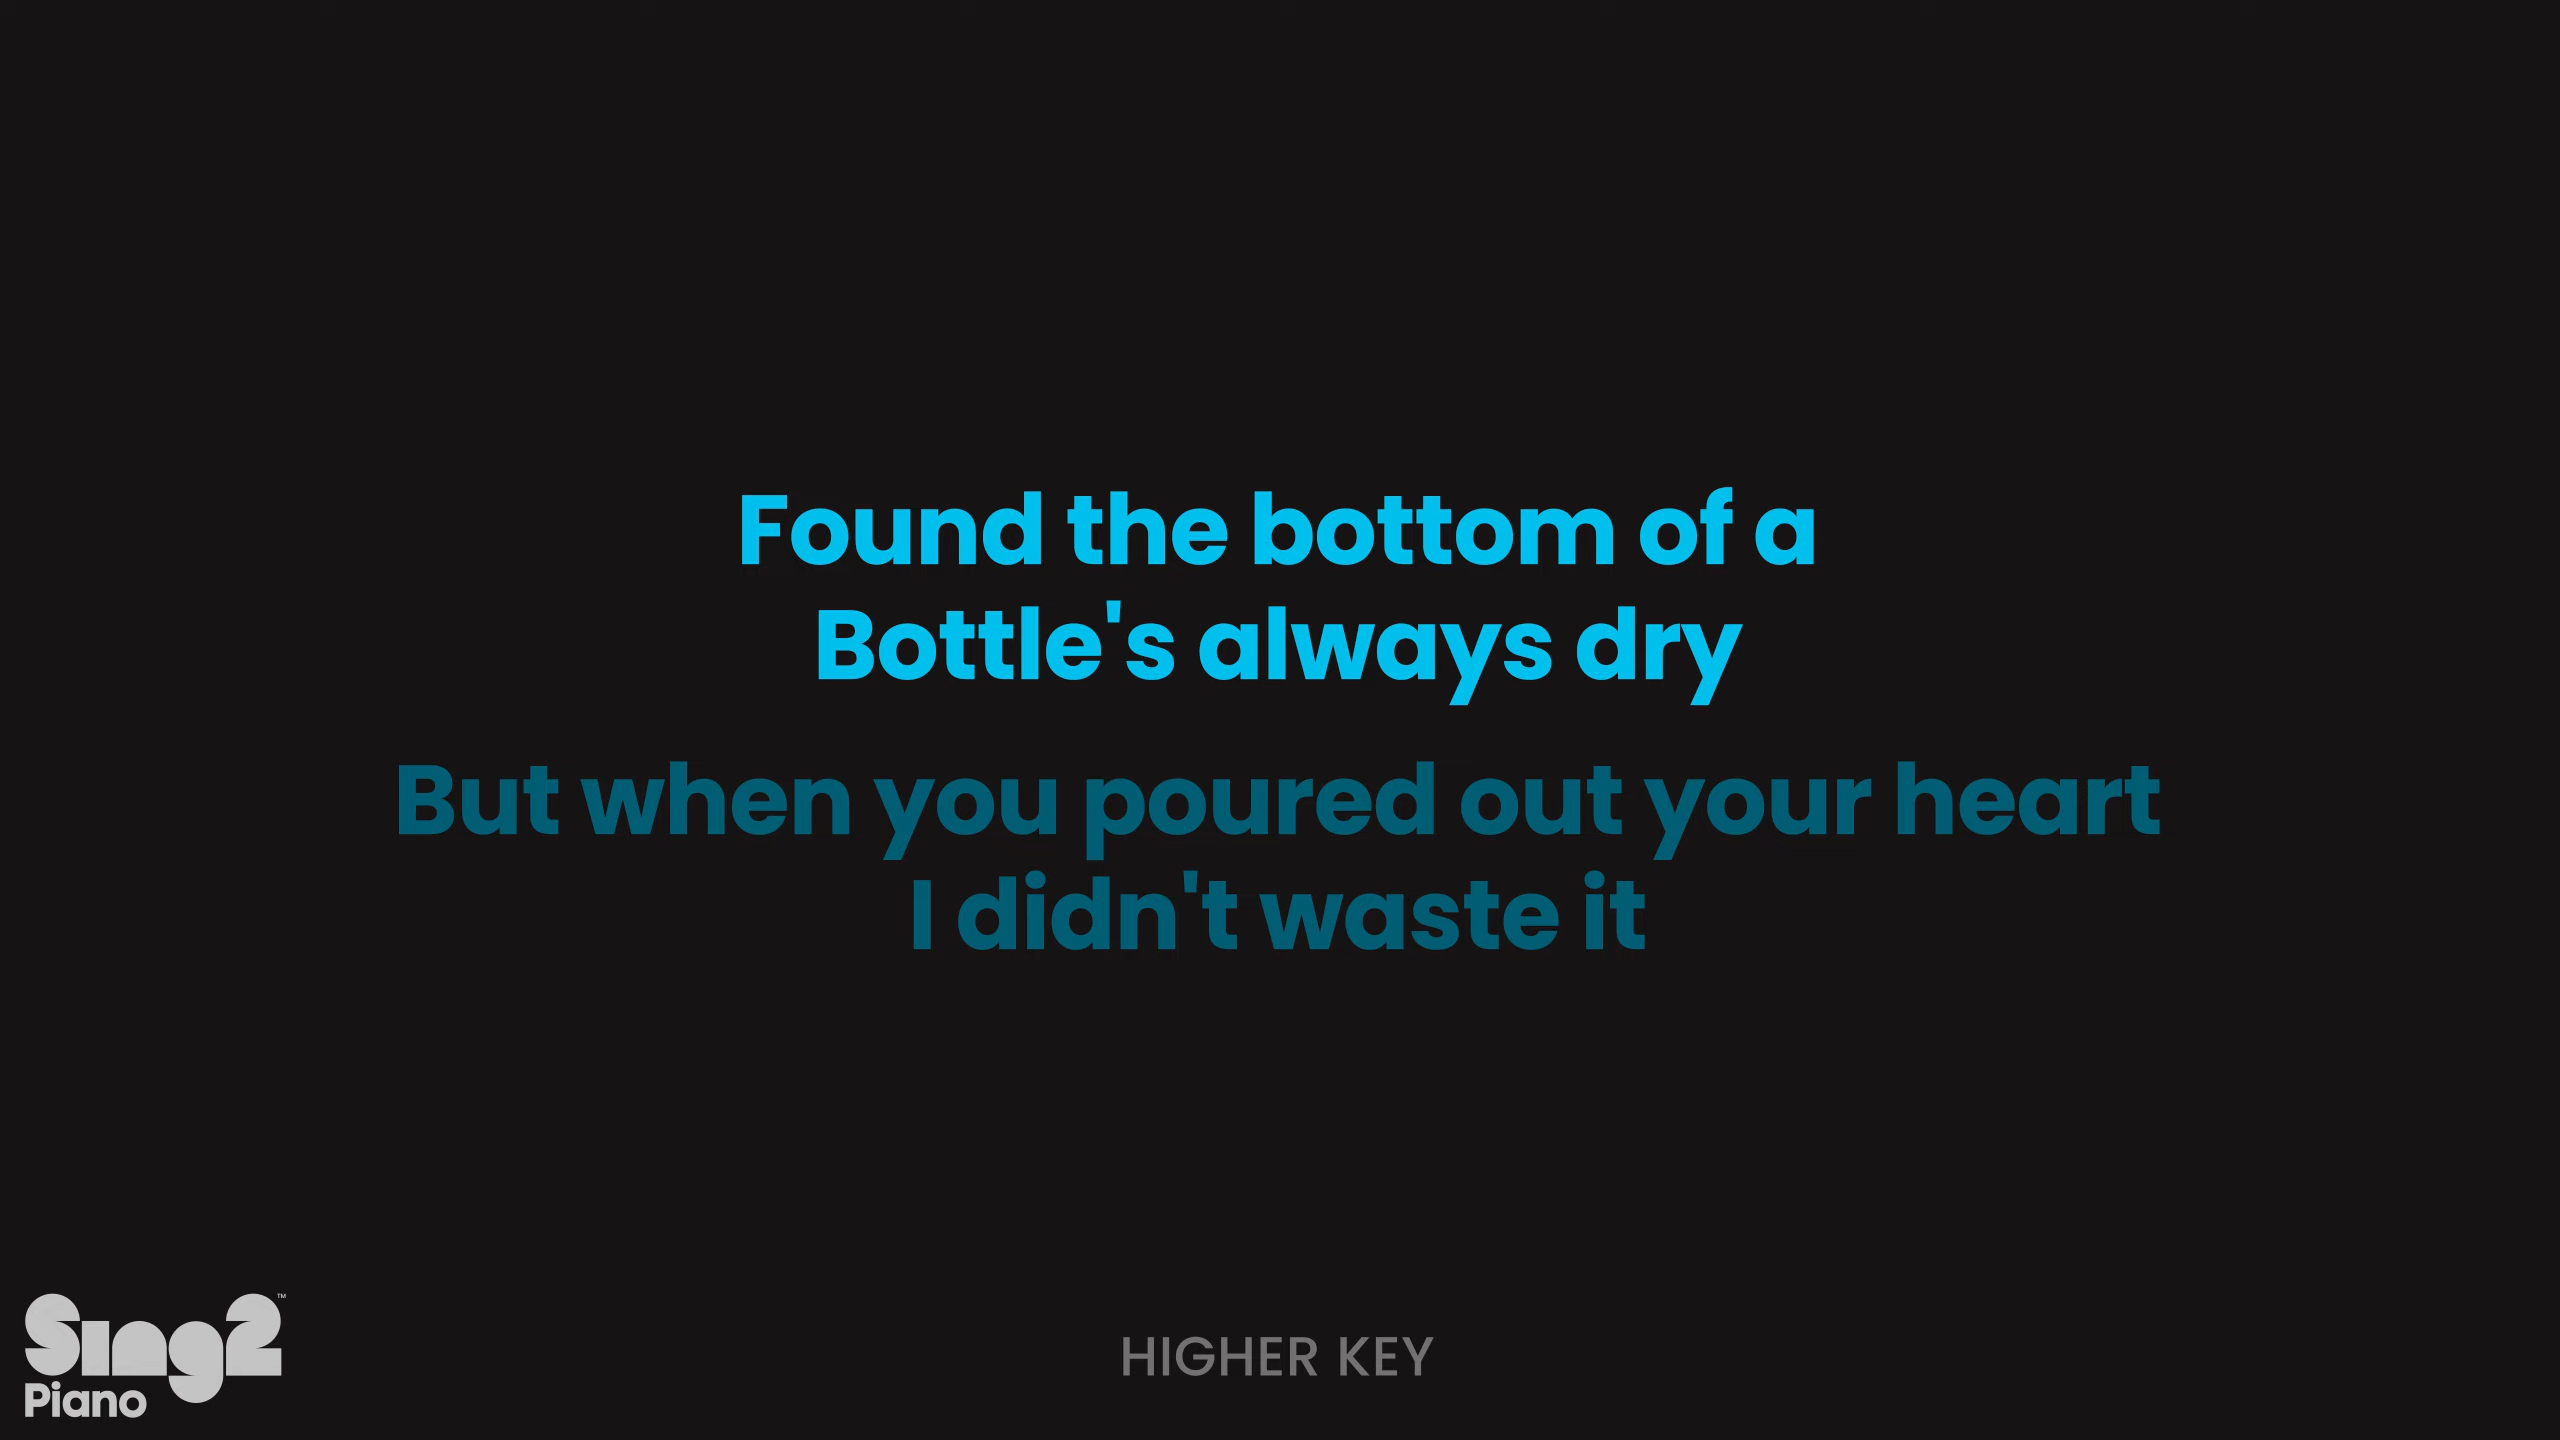 Found the bottom of a
Bottle's always dry
But when you poured out your heart
I didn't waste it
Sing2™
Piano
HIGHER KEY